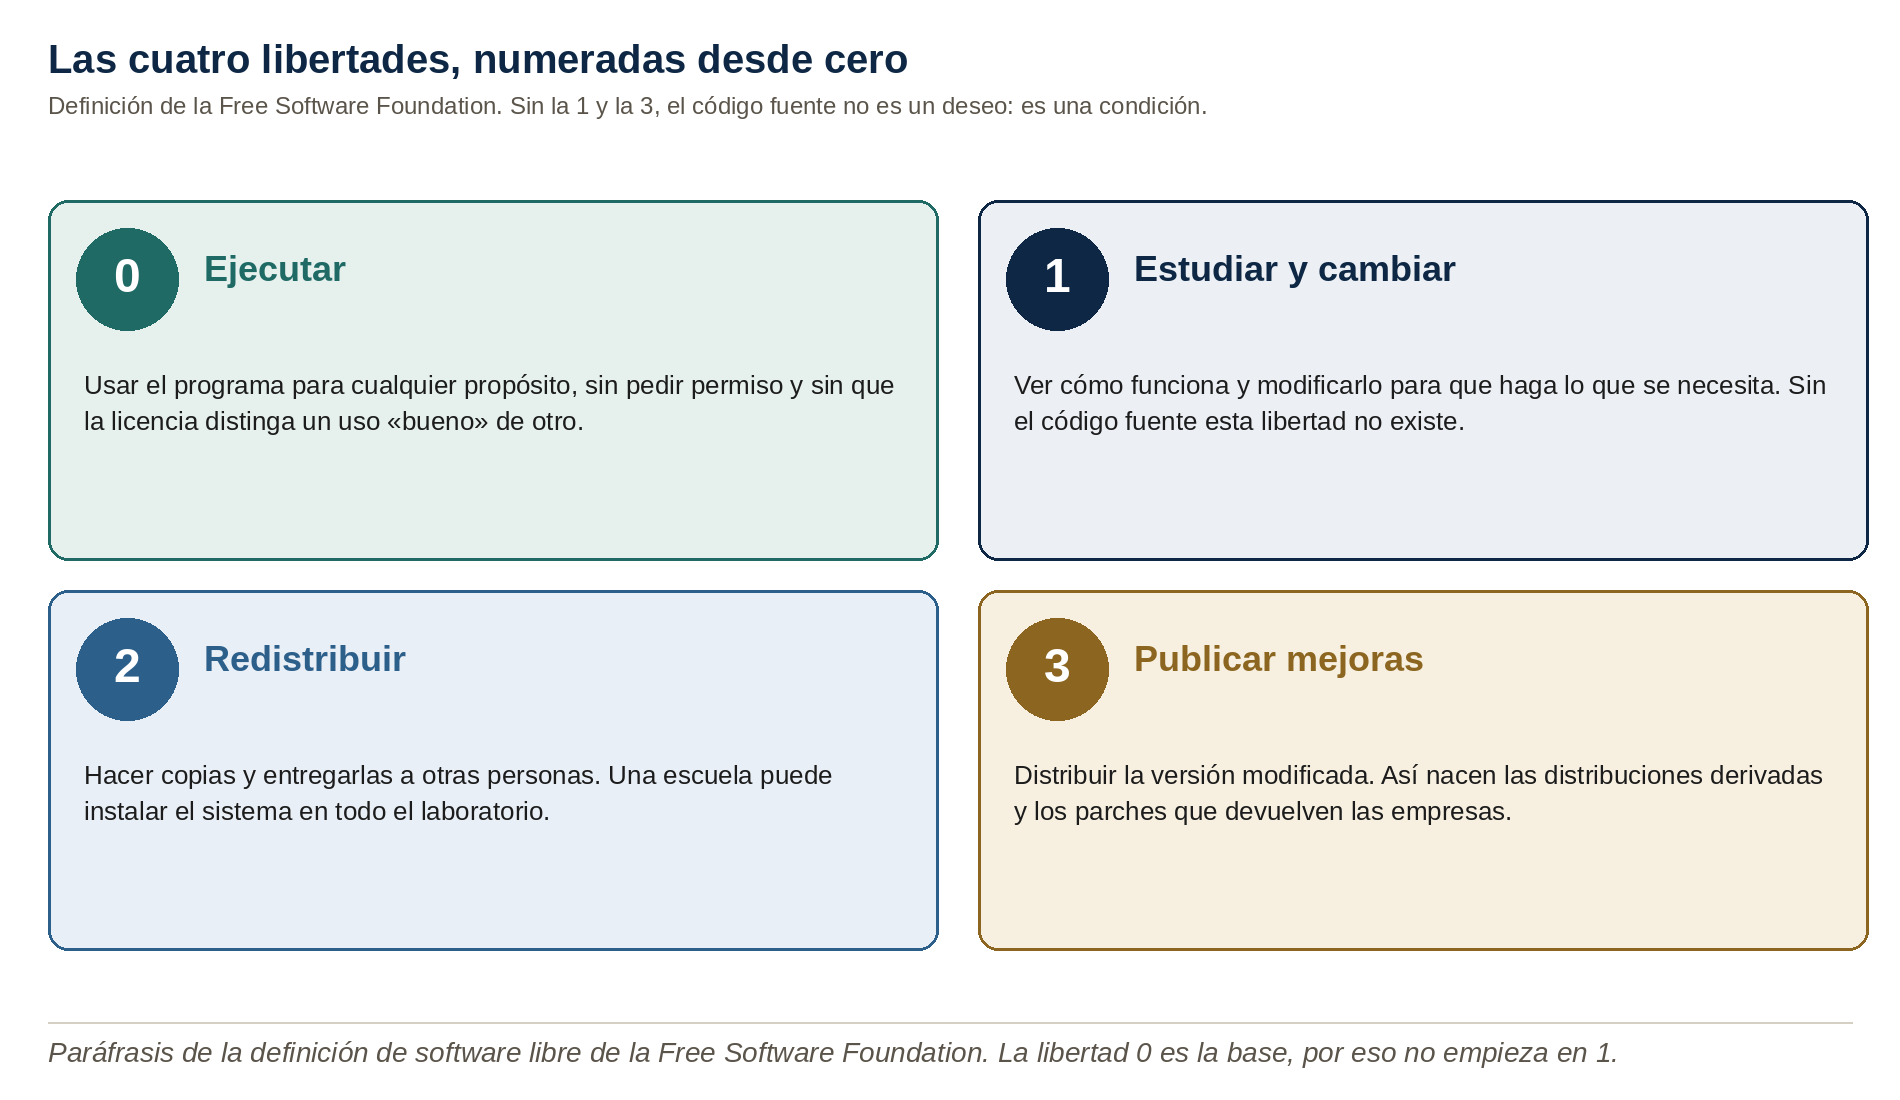 Las cuatro libertades, numeradas desde cero
Definición de la Free Software Foundation. Sin la 1 y la 3, el código fuente no es un deseo: es una condición.
0
Ejecutar
Usar el programa para cualquier propósito, sin pedir permiso y sin que
la licencia distinga un uso «bueno» de otro.
1
Estudiar y cambiar
Ver cómo funciona y modificarlo para que haga lo que se necesita. Sin
el código fuente esta libertad no existe.
2
Redistribuir
Hacer copias y entregarlas a otras personas. Una escuela puede
instalar el sistema en todo el laboratorio.
3
Publicar mejoras
Distribuir la versión modificada. Así nacen las distribuciones derivadas
y los parches que devuelven las empresas.
Paráfrasis de la definición de software libre de la Free Software Foundation. La libertad 0 es la base, por eso no empieza en 1.